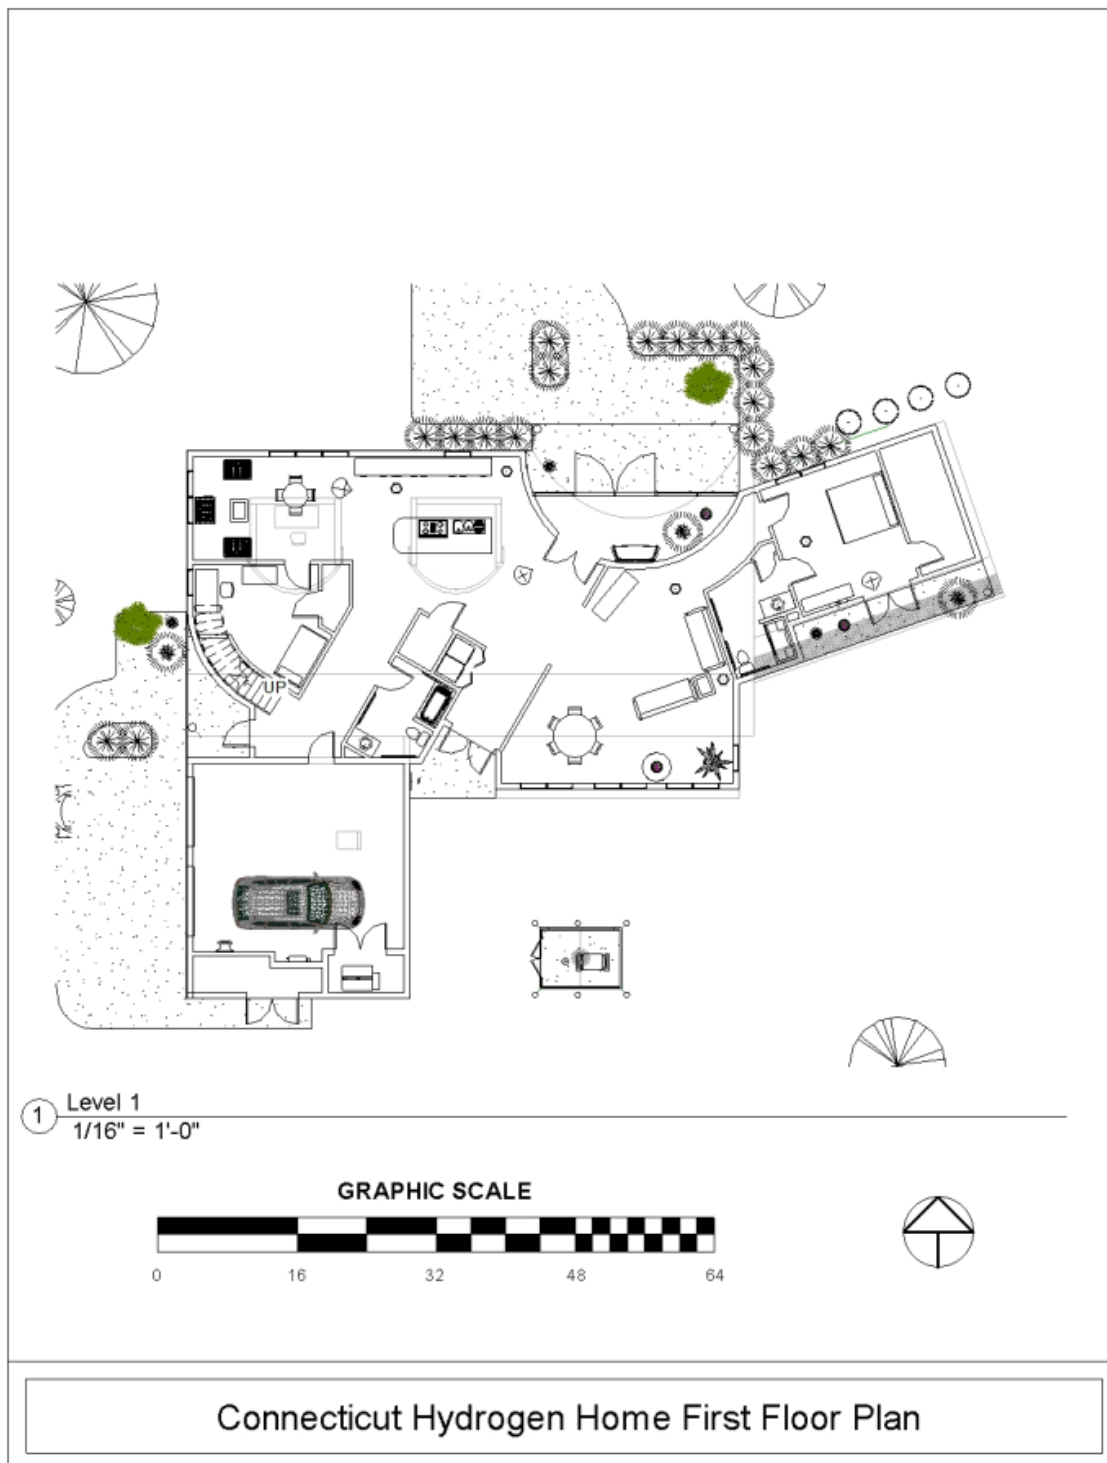 UP
1 Level 1
1/16" = 1'-0"
GRAPHIC SCALE
0 16 32 48 64
Connecticut Hydrogen Home First Floor Plan